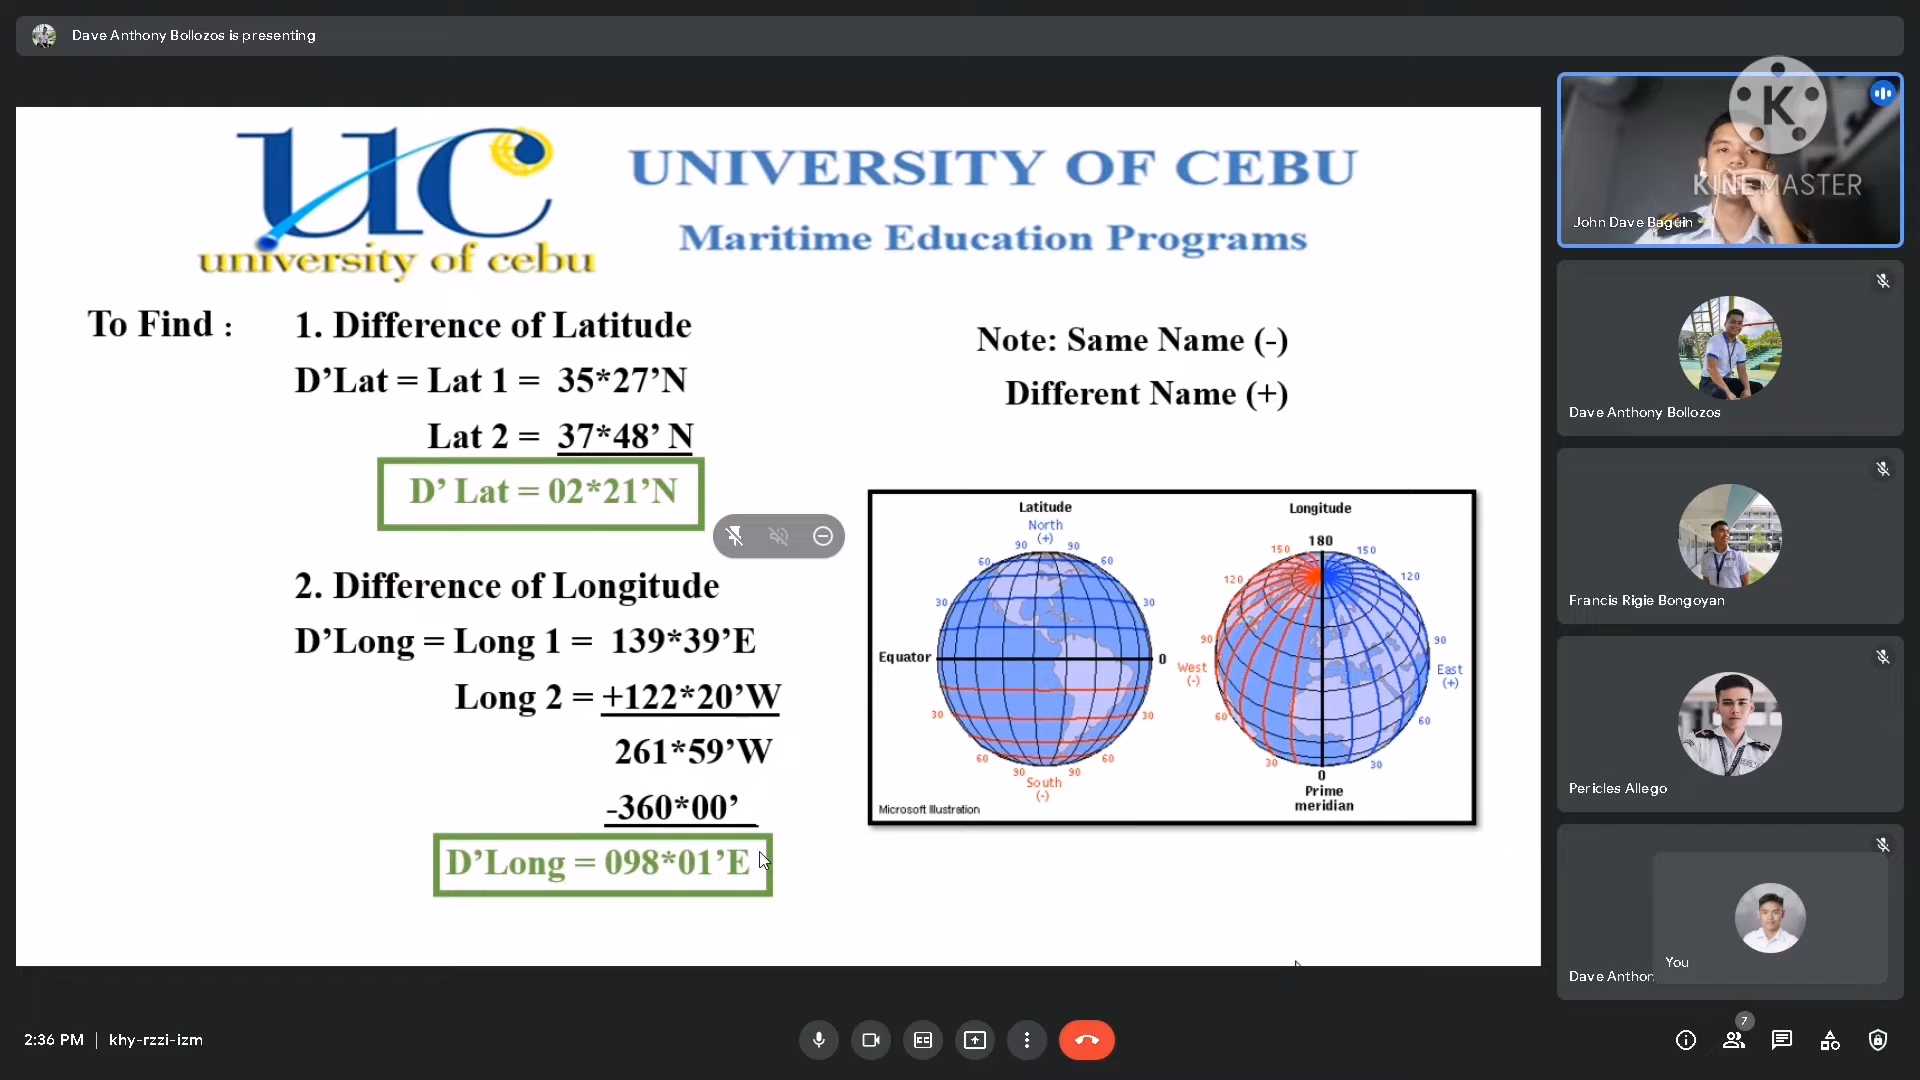 Dave Anthony Bollozos is presenting
uc
university of cebu
UNIVERSITY OF CEBU
Maritime Education Programs
To Find :
1. Difference of Latitude
D’Lat = Lat 1 = 35*27’N
Lat 2 = 37*48’ N
D’ Lat = 02*21’N
Note: Same Name (-)
Different Name (+)
2. Difference of Longitude
D’Long = Long 1 = 139*39’E
Long 2 = +122*20’W
261*59’W
-360*00’
D’Long = 098*01’E
Latitude
North
(+)
90 90
60 60
30 30
Equator 0
30 30
60 60
90 90
South
(-)
Microsoft Illustration
Longitude
180
150 150
120 120
90 90
West
(-)
East
(+)
60 60
30 30
0
Prime
meridian
K
KINEMASTER
John Dave Baguin
Dave Anthony Bollozos
Francis Rigie Bongoyan
Pericles Allego
Dave Anthon
You
2:36 PM | khy-rzzi-izm
7